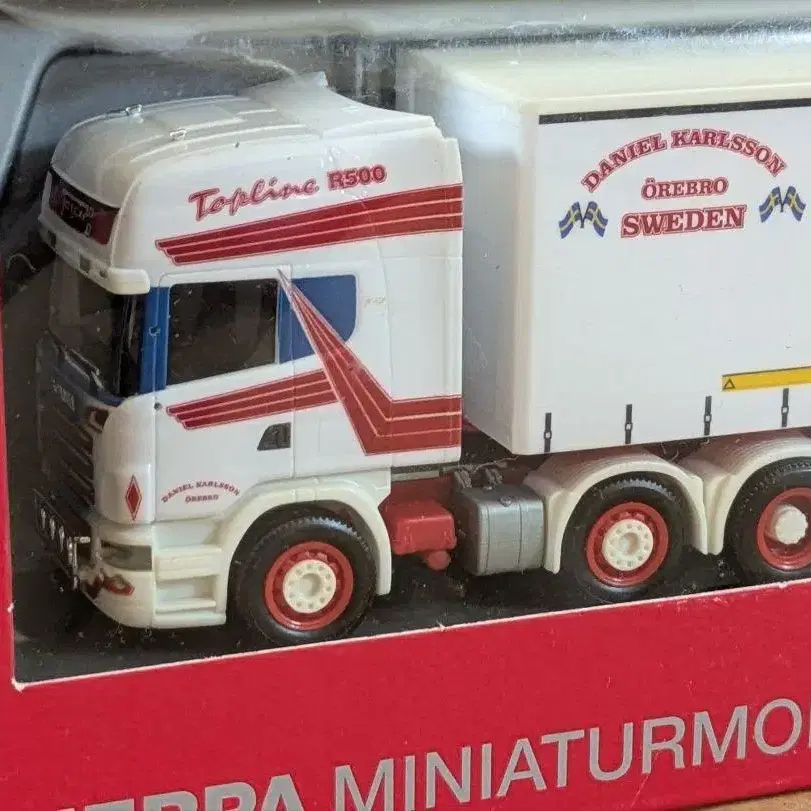 Topline R500
DANIEL KARLSSON
ÖREBRO
SWEDEN
DANIEL KARLSSON
ÖREBRO
MINIATURMO